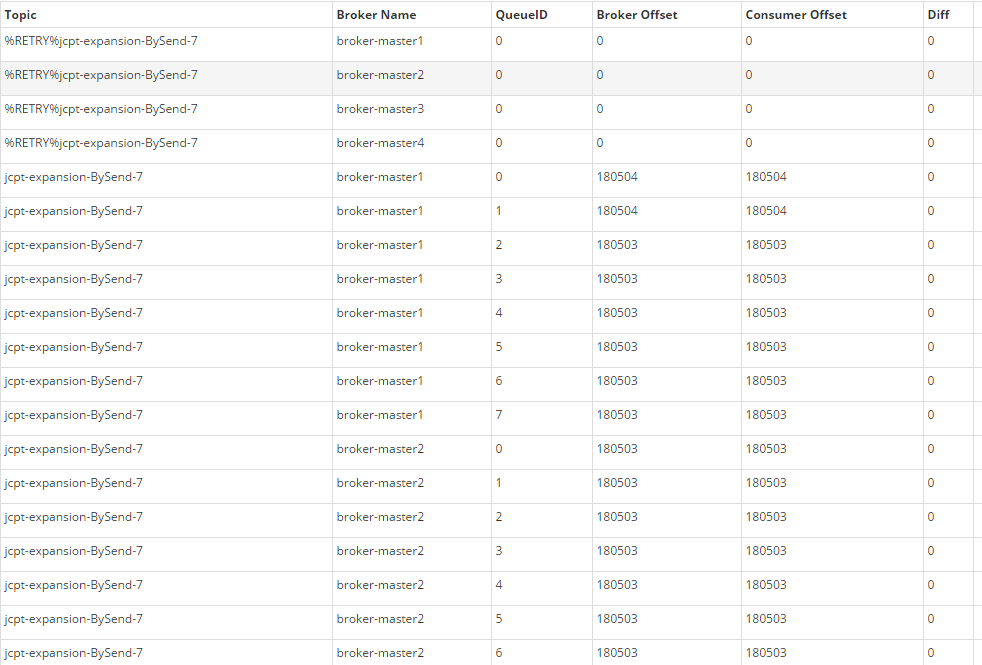 Topic Broker Name QueueID Broker Offset Consumer Offset Diff
%RETRY%jcpt-expansion-BySend-7 broker-master1 0 0 0 0
%RETRY%jcpt-expansion-BySend-7 broker-master2 0 0 0 0
%RETRY%jcpt-expansion-BySend-7 broker-master3 0 0 0 0
%RETRY%jcpt-expansion-BySend-7 broker-master4 0 0 0 0
jcpt-expansion-BySend-7 broker-master1 0 180504 180504 0
jcpt-expansion-BySend-7 broker-master1 1 180504 180504 0
jcpt-expansion-BySend-7 broker-master1 2 180503 180503 0
jcpt-expansion-BySend-7 broker-master1 3 180503 180503 0
jcpt-expansion-BySend-7 broker-master1 4 180503 180503 0
jcpt-expansion-BySend-7 broker-master1 5 180503 180503 0
jcpt-expansion-BySend-7 broker-master1 6 180503 180503 0
jcpt-expansion-BySend-7 broker-master1 7 180503 180503 0
jcpt-expansion-BySend-7 broker-master2 0 180503 180503 0
jcpt-expansion-BySend-7 broker-master2 1 180503 180503 0
jcpt-expansion-BySend-7 broker-master2 2 180503 180503 0
jcpt-expansion-BySend-7 broker-master2 3 180503 180503 0
jcpt-expansion-BySend-7 broker-master2 4 180503 180503 0
jcpt-expansion-BySend-7 broker-master2 5 180503 180503 0
jcpt-expansion-BySend-7 broker-master2 6 180503 180503 0